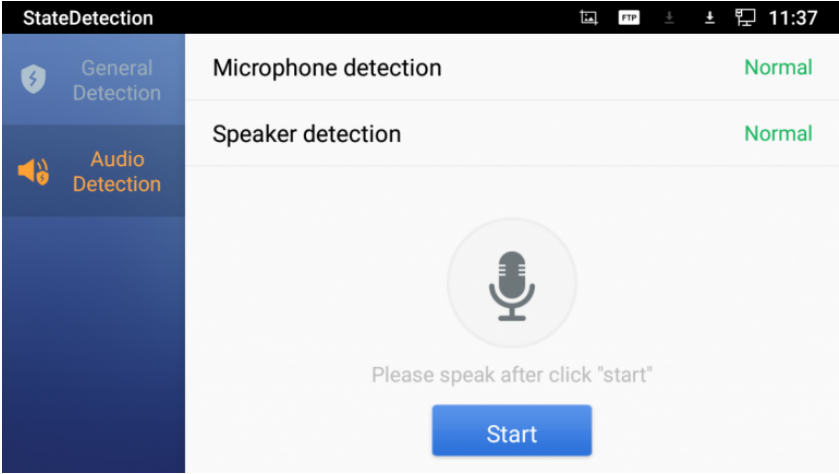 StateDetection
FTP
11:37
General
Detection
Audio
Detection
Microphone detection
Normal
Speaker detection
Normal
Please speak after click "start"
Start